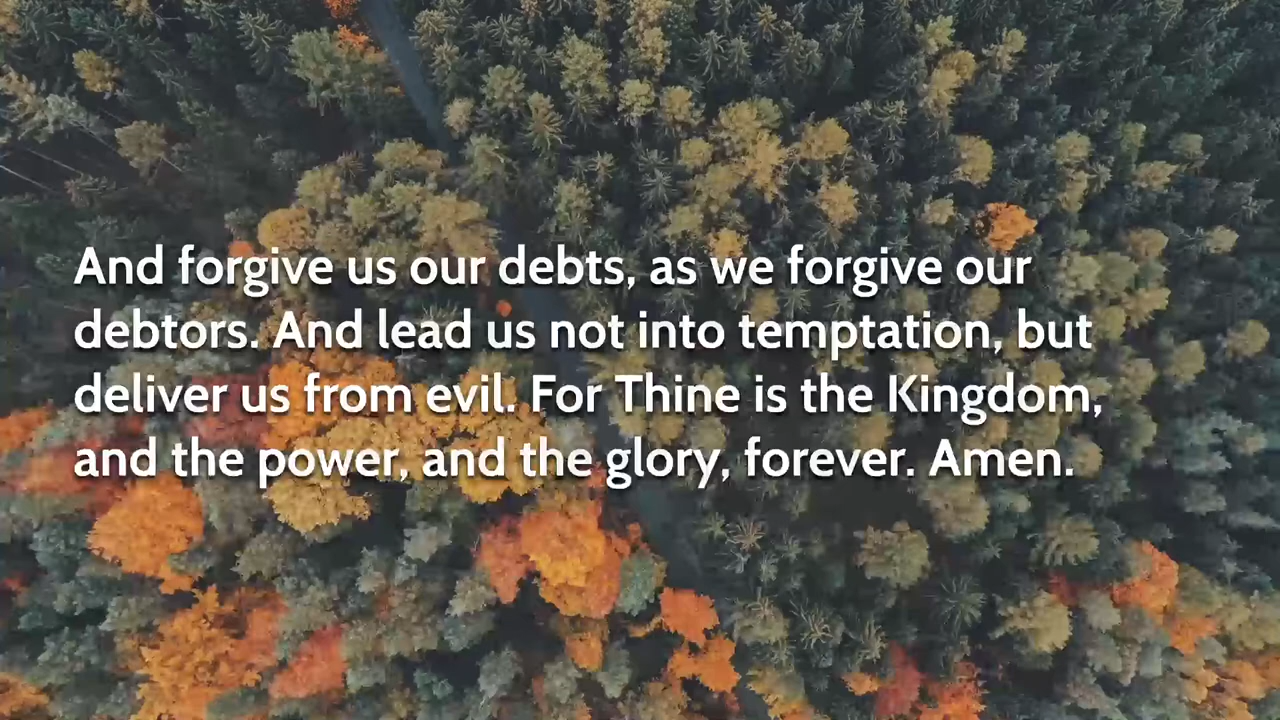 And forgive us our debts, as we forgive our
debtors. And lead us not into temptation, but
deliver us from evil. For Thine is the Kingdom,
and the power, and the glory, forever. Amen.